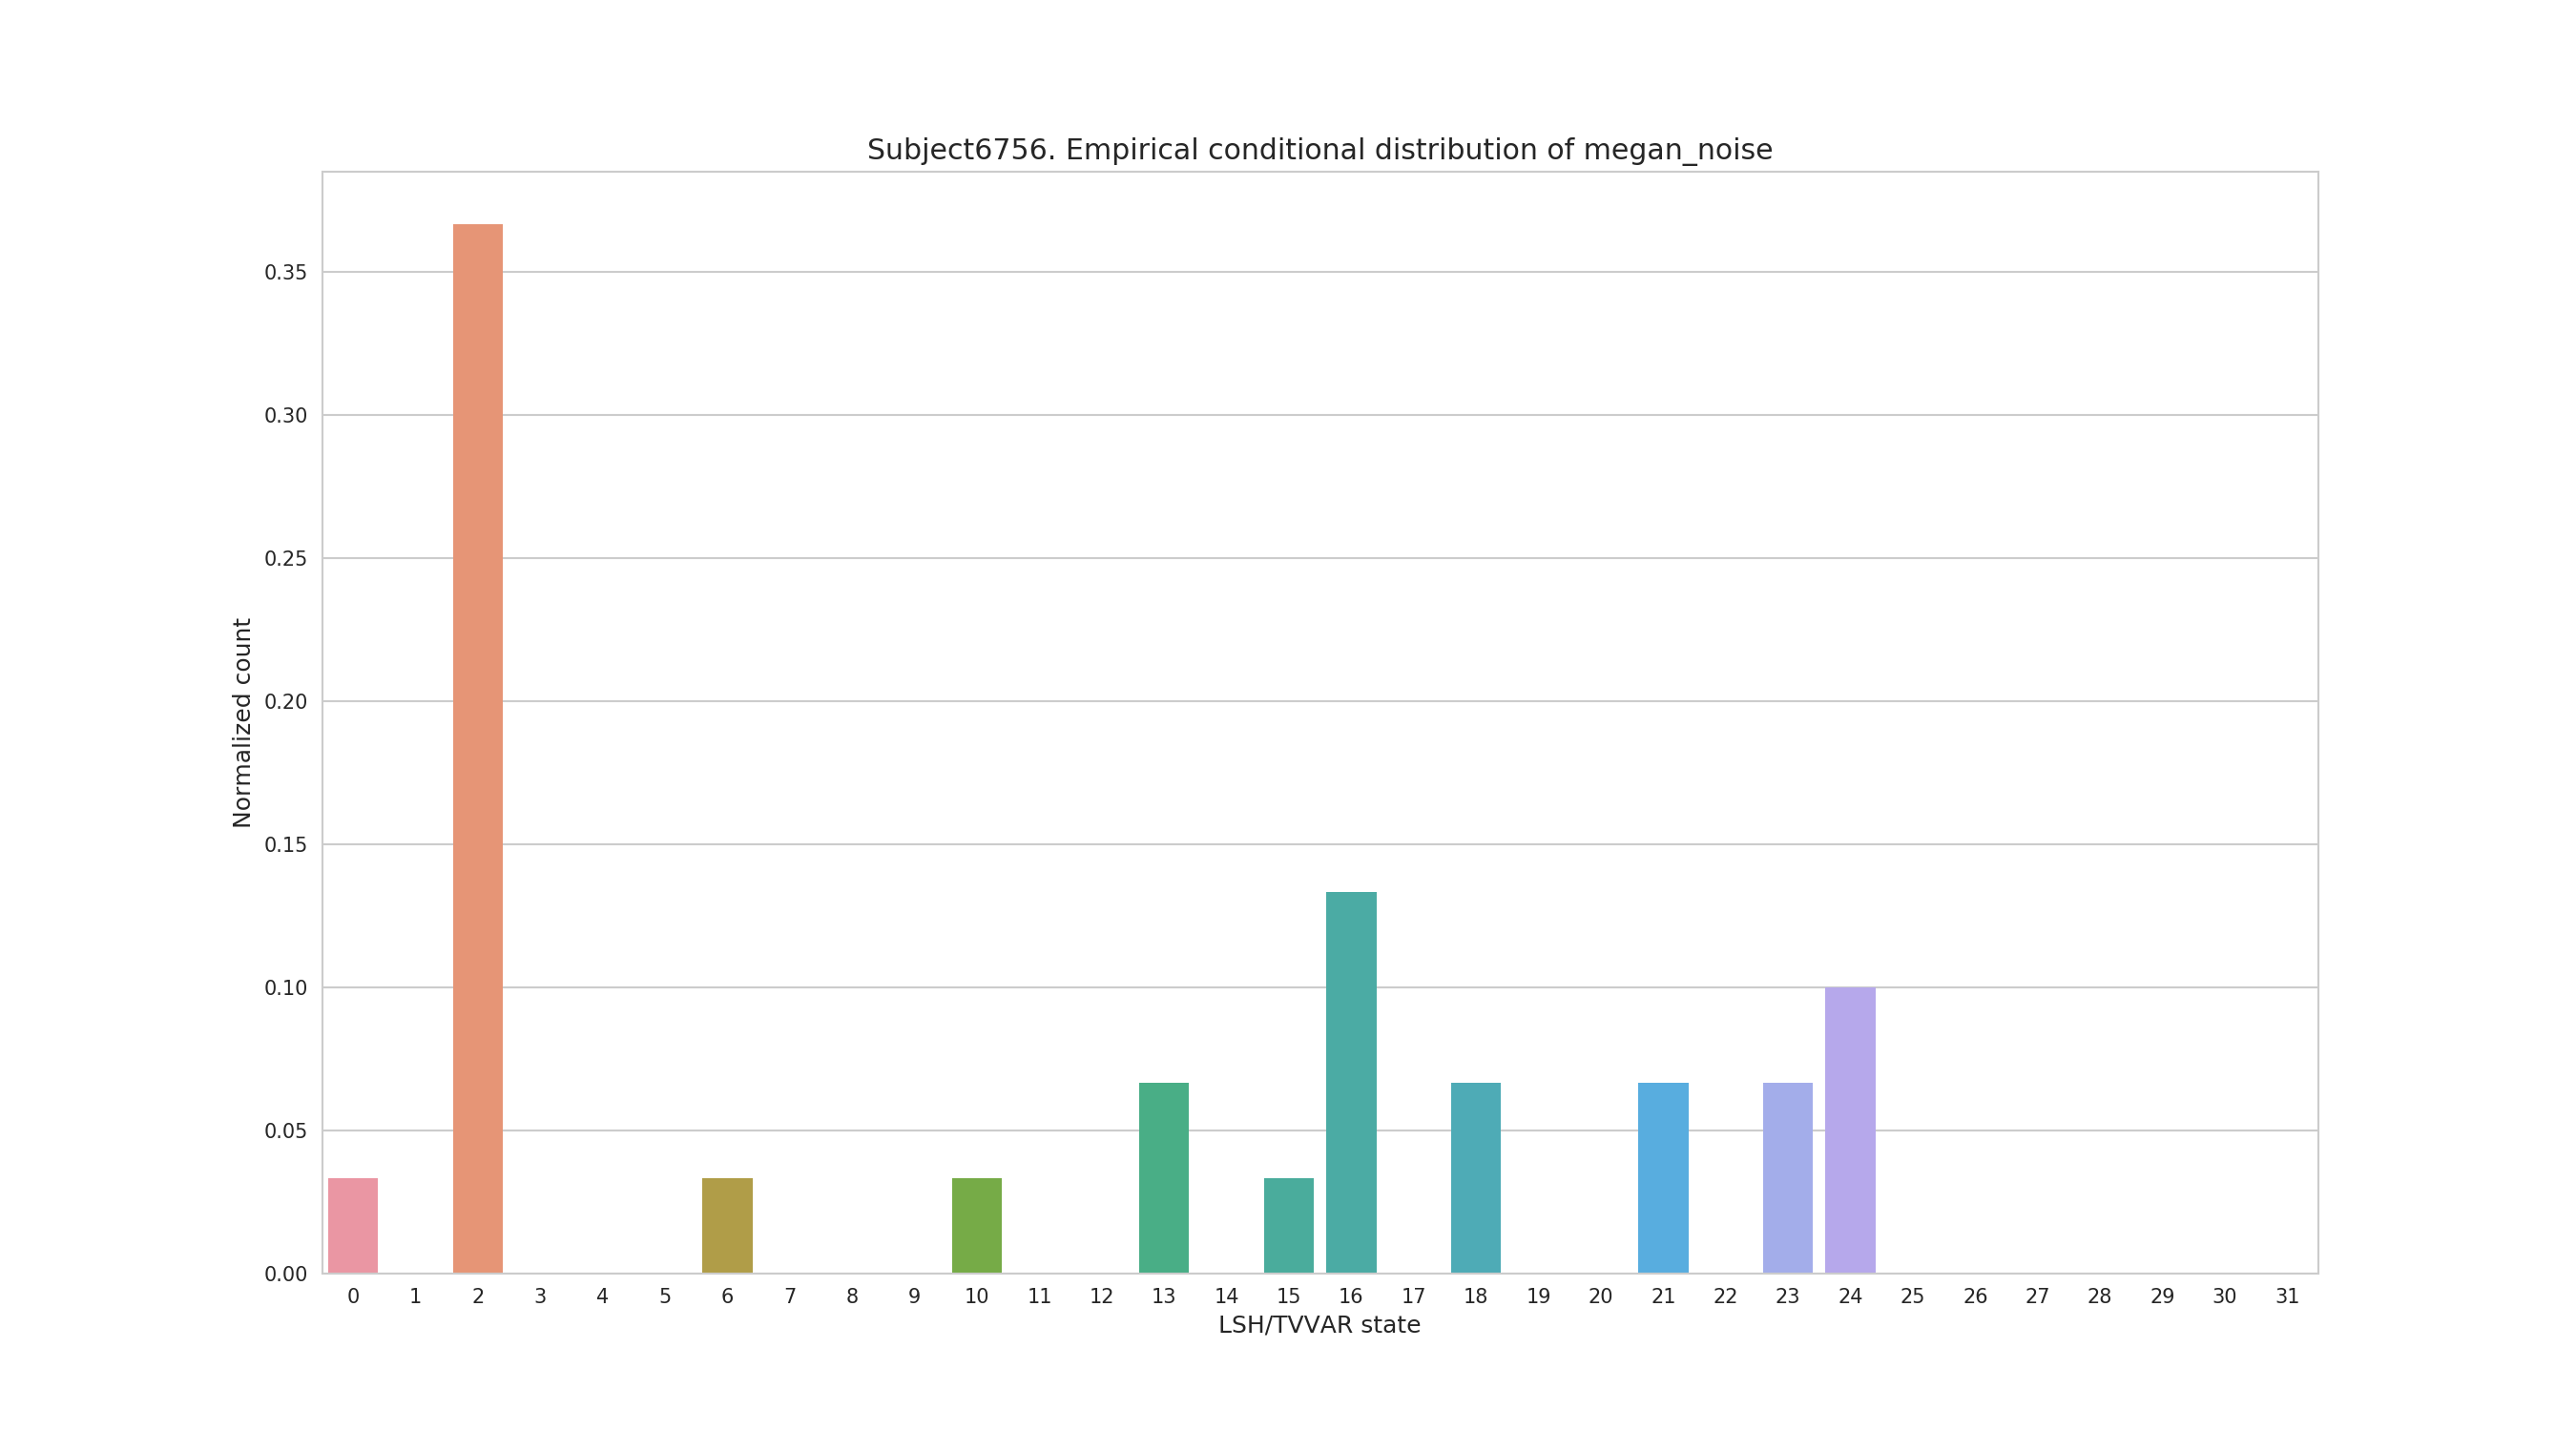 Subject6756. Empirical conditional distribution of megan_noise
Normalized count
0.35
0.30
0.25
0.20
0.15
0.10
0.05
0.00
0 1 2 3 4 5 6 7 8 9 10 11 12 13 14 15 16 17 18 19 20 21 22 23 24 25 26 27 28 29 30 31
LSH/TVVAR state